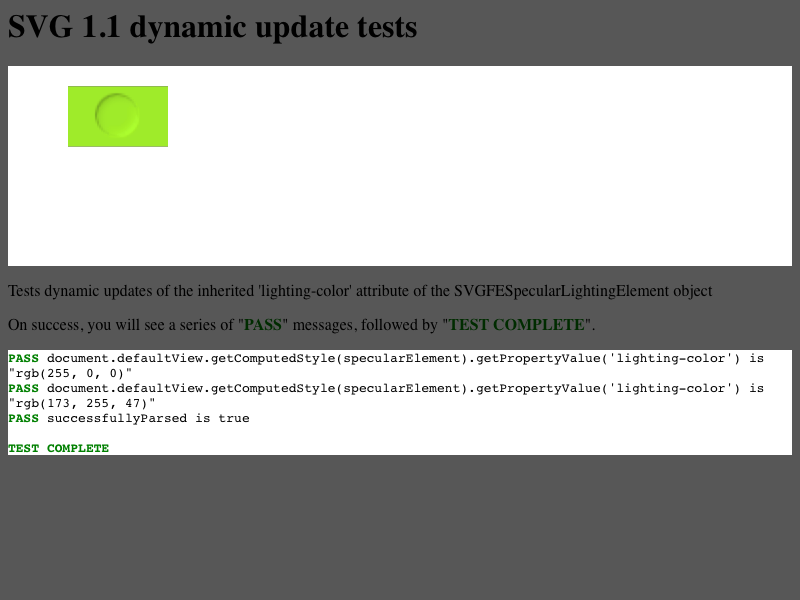 SVG 1.1 dynamic update tests
Tests dynamic updates of the inherited 'lighting-color' attribute of the SVGFESpecularLightingElement object
On success, you will see a series of "PASS" messages, followed by "TEST COMPLETE".
PASS document.defaultView.getComputedStyle(specularElement).getPropertyValue('lighting-color') is
"rgb(255, 0, 0)"
PASS document.defaultView.getComputedStyle(specularElement).getPropertyValue('lighting-color') is
"rgb(173, 255, 47)"
PASS successfullyParsed is true
TEST COMPLETE